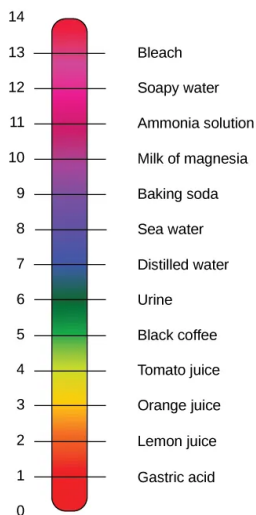 14
13 Bleach
12 Soapy water
11 Ammonia solution
10 Milk of magnesia
9 Baking soda
8 Sea water
7 Distilled water
6 Urine
5 Black coffee
4 Tomato juice
3 Orange juice
2 Lemon juice
1 Gastric acid
0